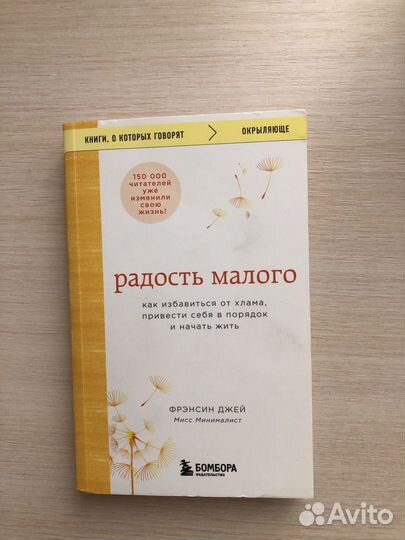 КНИГИ, О КОТОРЫХ ГОВОРЯТ > ОКРЫЛЯЮЩЕ
150 000
ЧИТАТЕЛЕЙ
УЖЕ
ИЗМЕНИЛИ
СВОЮ
ЖИЗНЬ!
радость малого
КАК ИЗБАВИТЬСЯ ОТ ХЛАМА,
ПРИВЕСТИ СЕБЯ В ПОРЯДОК
И НАЧАТЬ ЖИТЬ
ФРЭНСИН ДЖЕЙ
Мисс Минималист
БОМБОРА
ИЗДАТЕЛЬСТВО
Avito